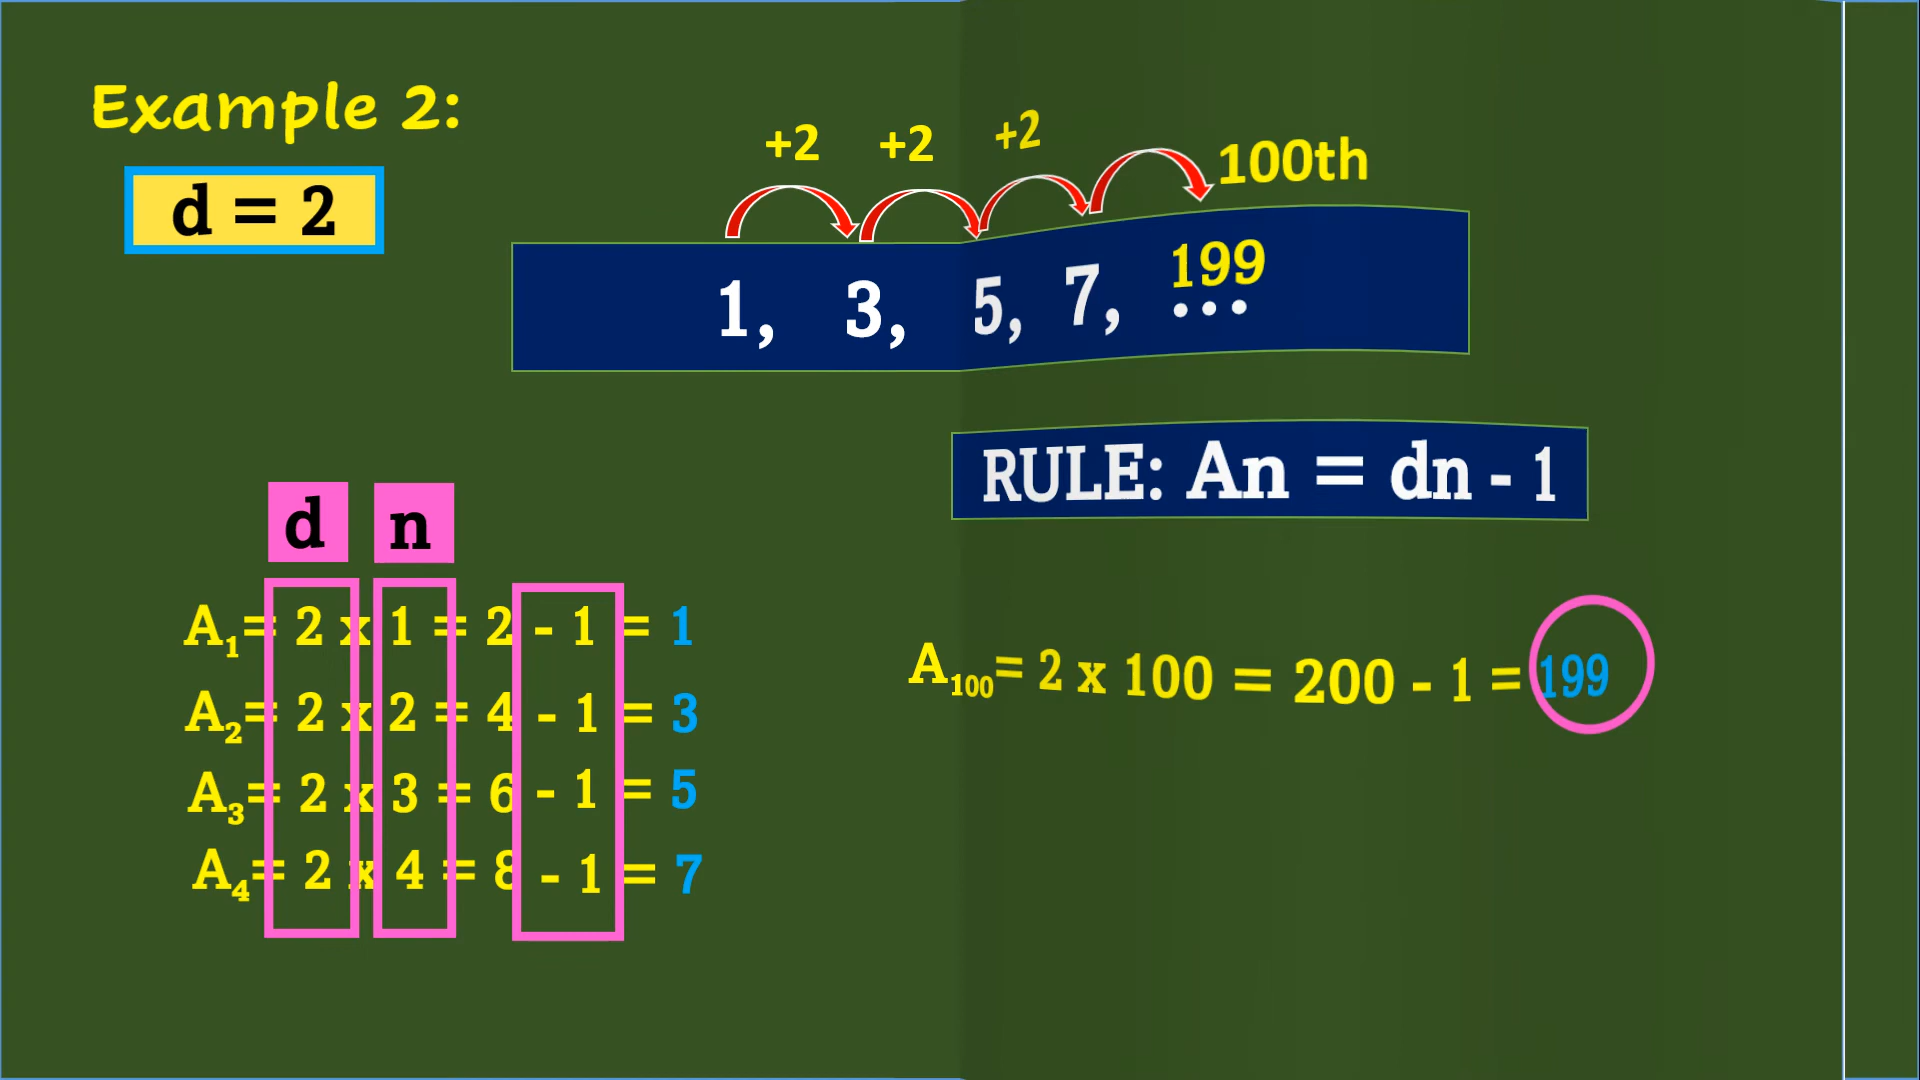 Example 2:
d = 2
+2 +2 +2 100th
199
1, 3, 5, 7, ...
RULE: An = dn - 1
d n
A1= 2 x 1 = 2 - 1 = 1
A2= 2 x 2 = 4 - 1 = 3
A3= 2 x 3 = 6 - 1 = 5
A4= 2 x 4 = 8 - 1 = 7
A100= 2 x 100 = 200 - 1 = 199